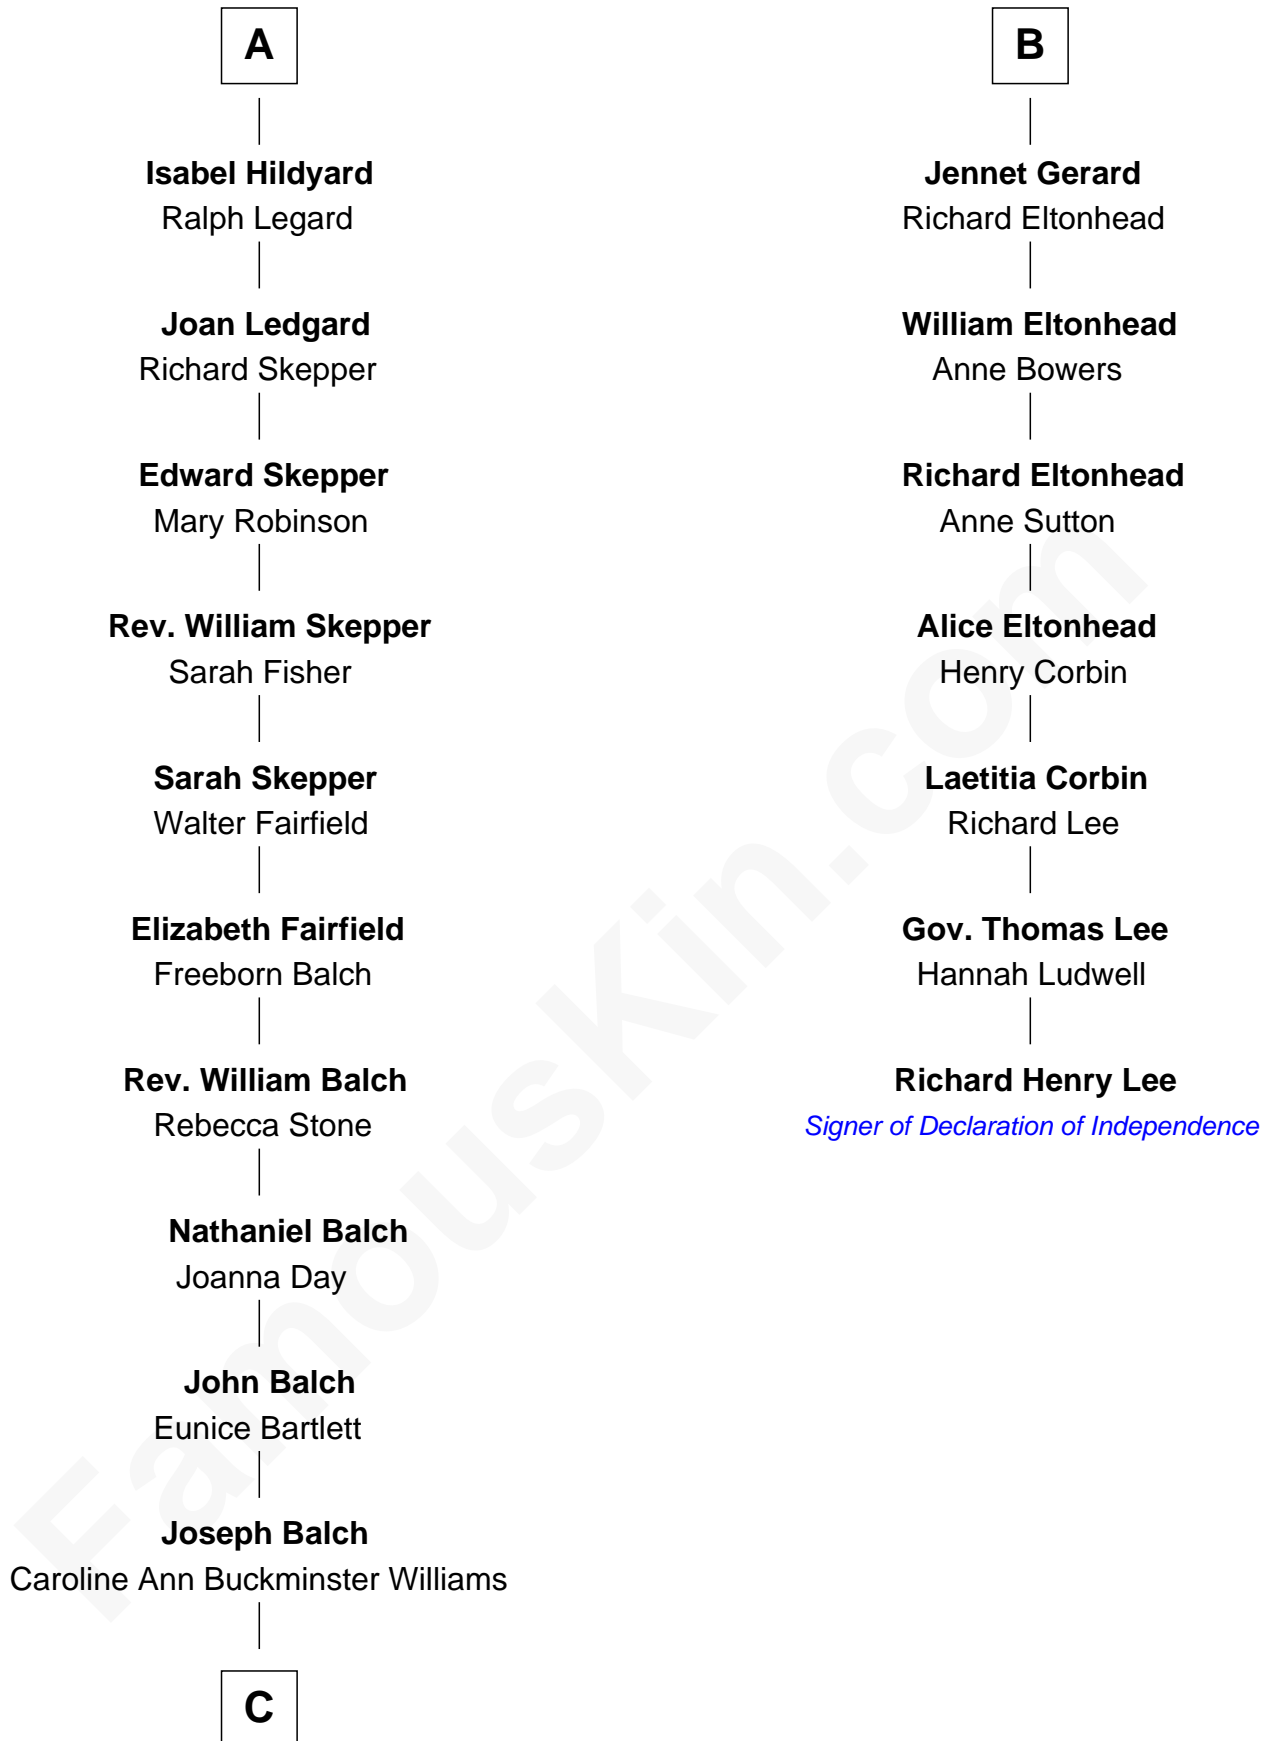 A
Isabel Hildyard
Ralph Legard
Joan Ledgard
Richard Skepper
Edward Skepper
Mary Robinson
Rev. William Skepper
Sarah Fisher
Sarah Skepper
Walter Fairfield
Elizabeth Fairfield
Freeborn Balch
Rev. William Balch
Rebecca Stone
Nathaniel Balch
Joanna Day
John Balch
Eunice Bartlett
Joseph Balch
Caroline Ann Buckminster Williams
C
B
Jennet Gerard
Richard Eltonhead
William Eltonhead
Anne Bowers
Richard Eltonhead
Anne Sutton
Alice Eltonhead
Henry Corbin
Laetitia Corbin
Richard Lee
Gov. Thomas Lee
Hannah Ludwell
Richard Henry Lee
Signer of Declaration of Independence
FamousKin.com